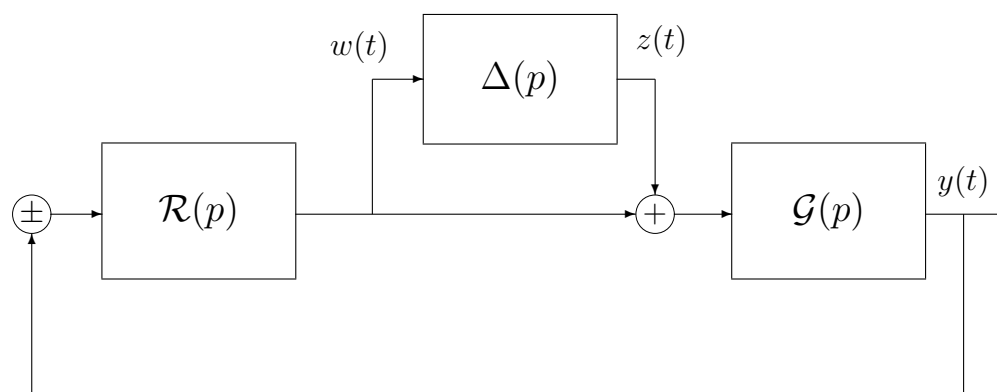 w(t)
z(t)
Δ(p)
±
ℛ(p)
+
𝒢(p)
y(t)